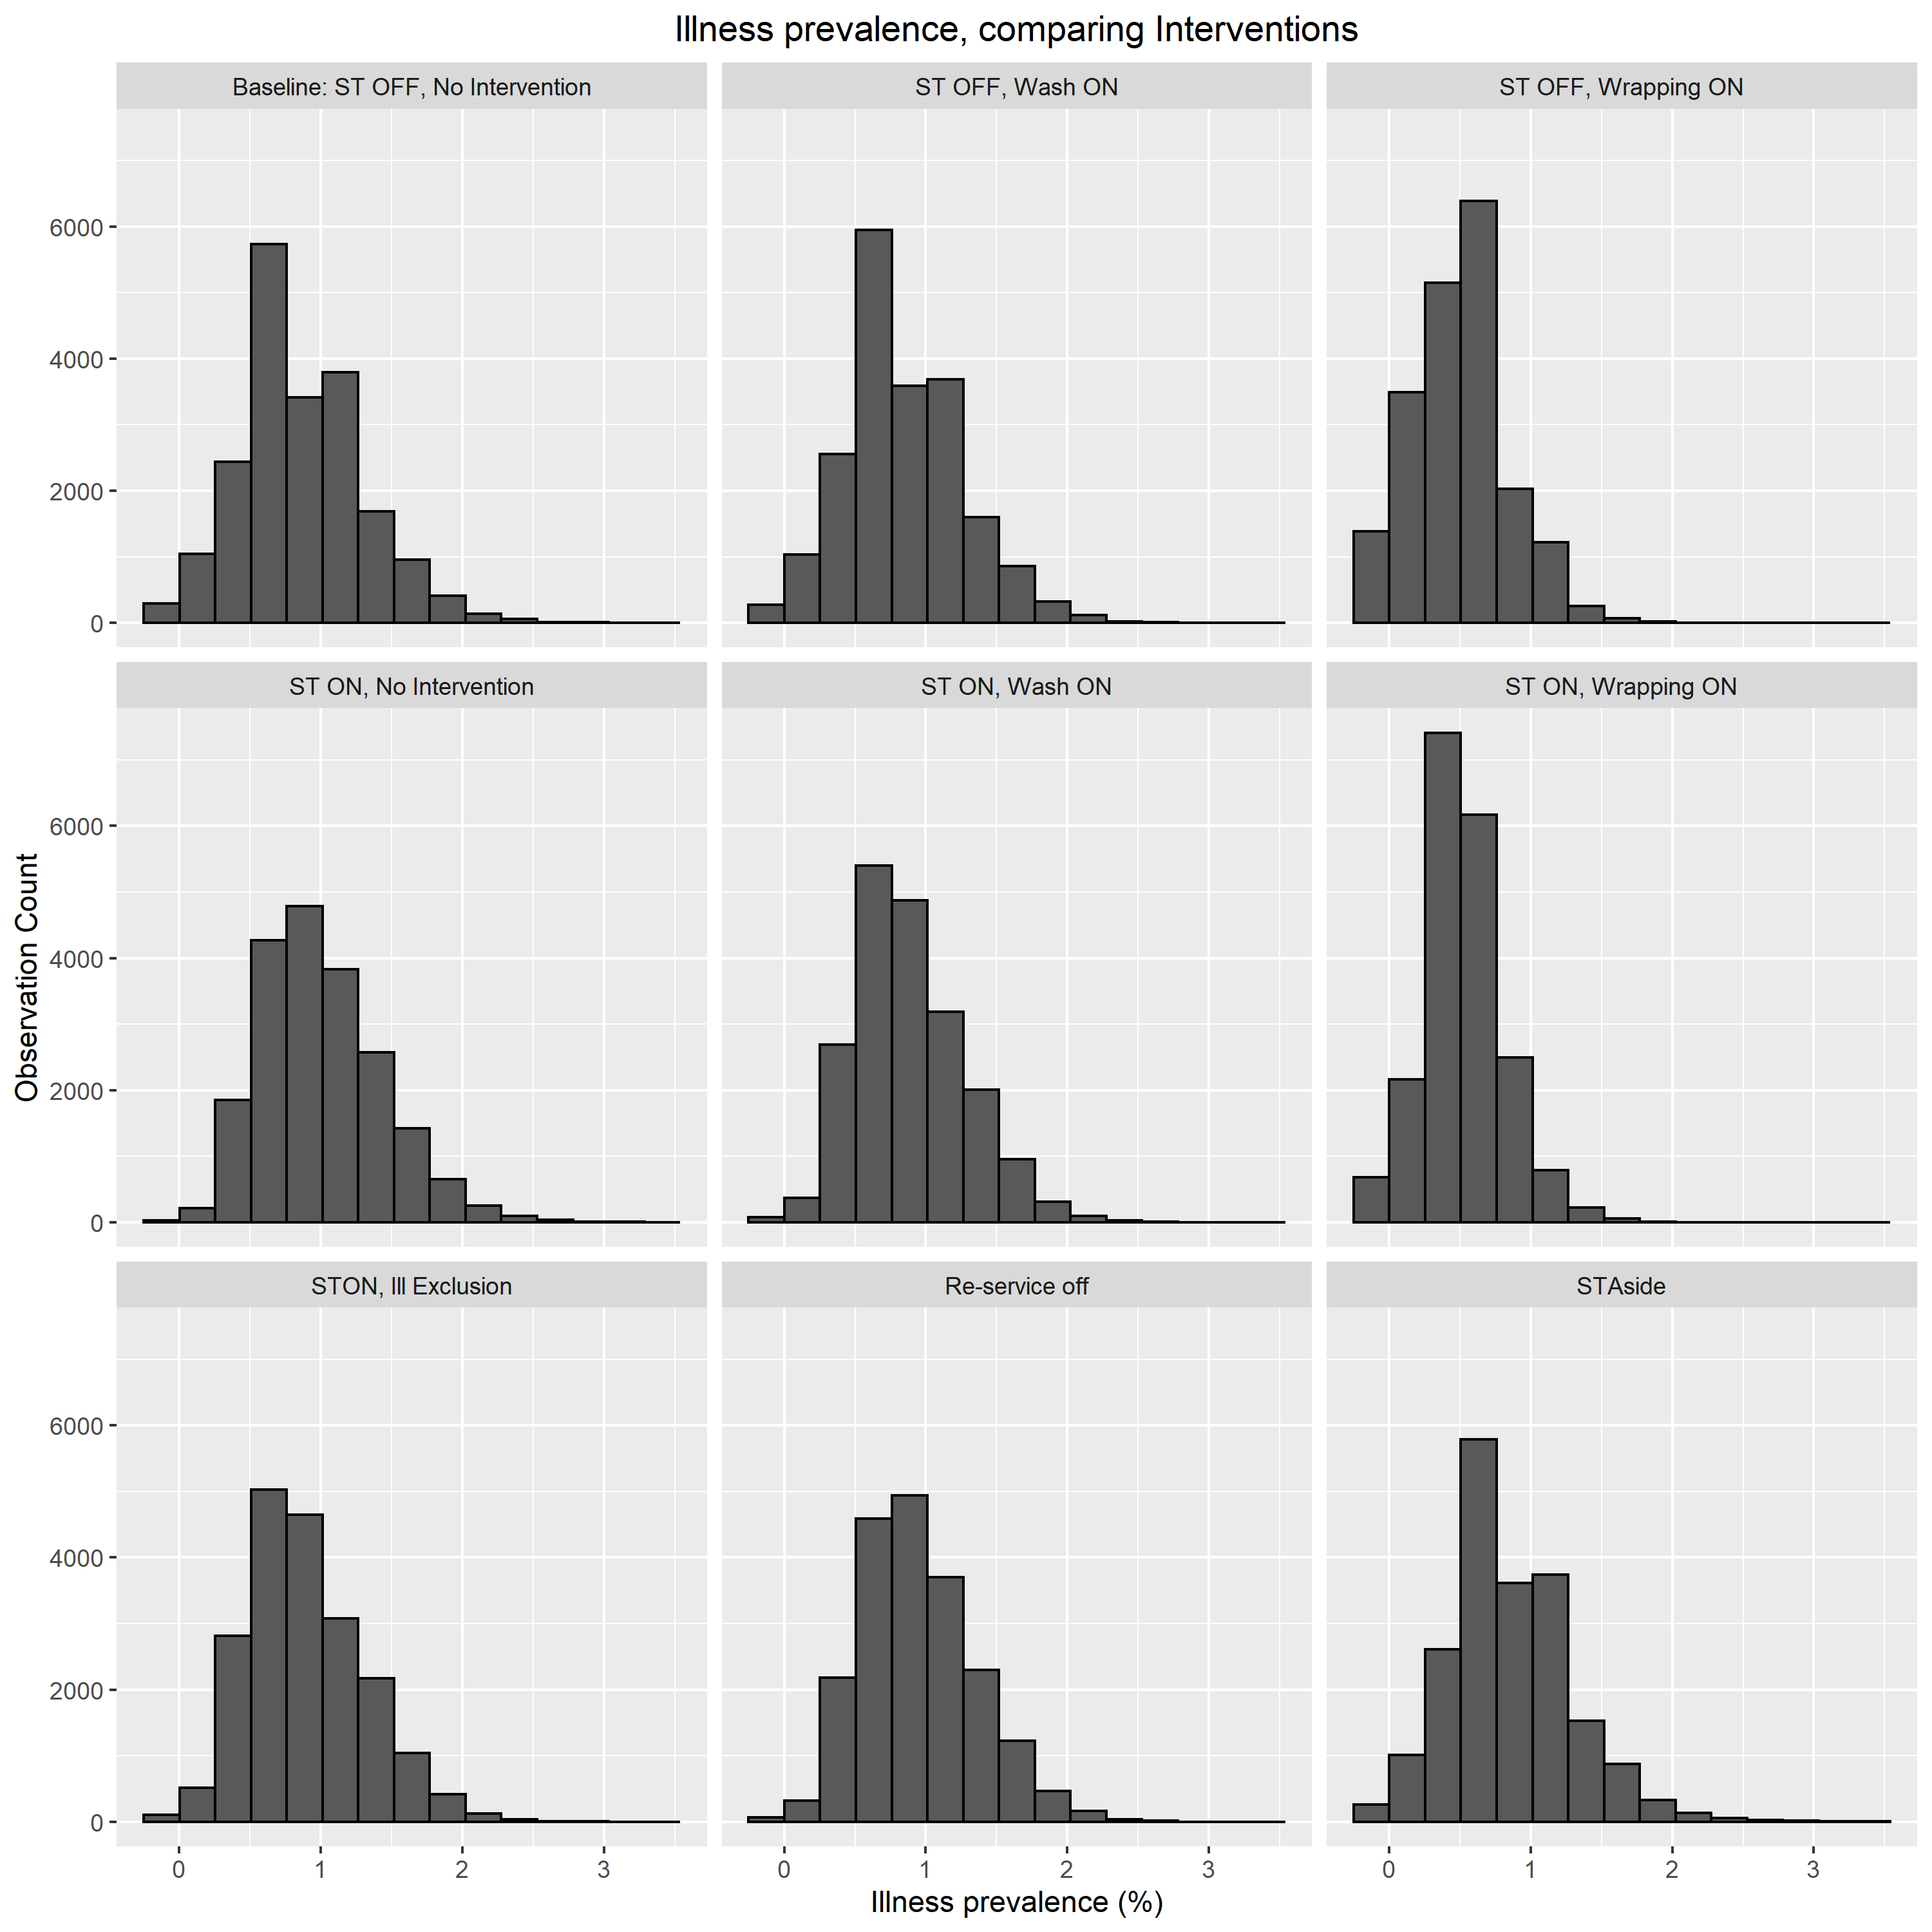 Illness prevalence, comparing Interventions
Baseline: ST OFF, No Intervention
ST OFF, Wash ON
ST OFF, Wrapping ON
6000
4000
2000
0
ST ON, No Intervention
ST ON, Wash ON
ST ON, Wrapping ON
6000
4000
2000
0
Observation Count
STON, Ill Exclusion
Re-service off
STAside
6000
4000
2000
0
0 1 2 3
0 1 2 3
0 1 2 3
Illness prevalence (%)